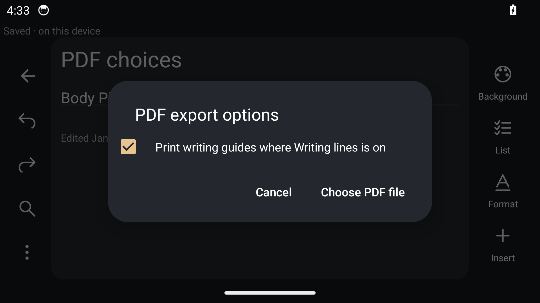 4:33
Saved · on this device
PDF choices
Body P
Edited Jan
PDF export options
Print writing guides where Writing lines is on
Cancel
Choose PDF file
Background
List
Format
Insert